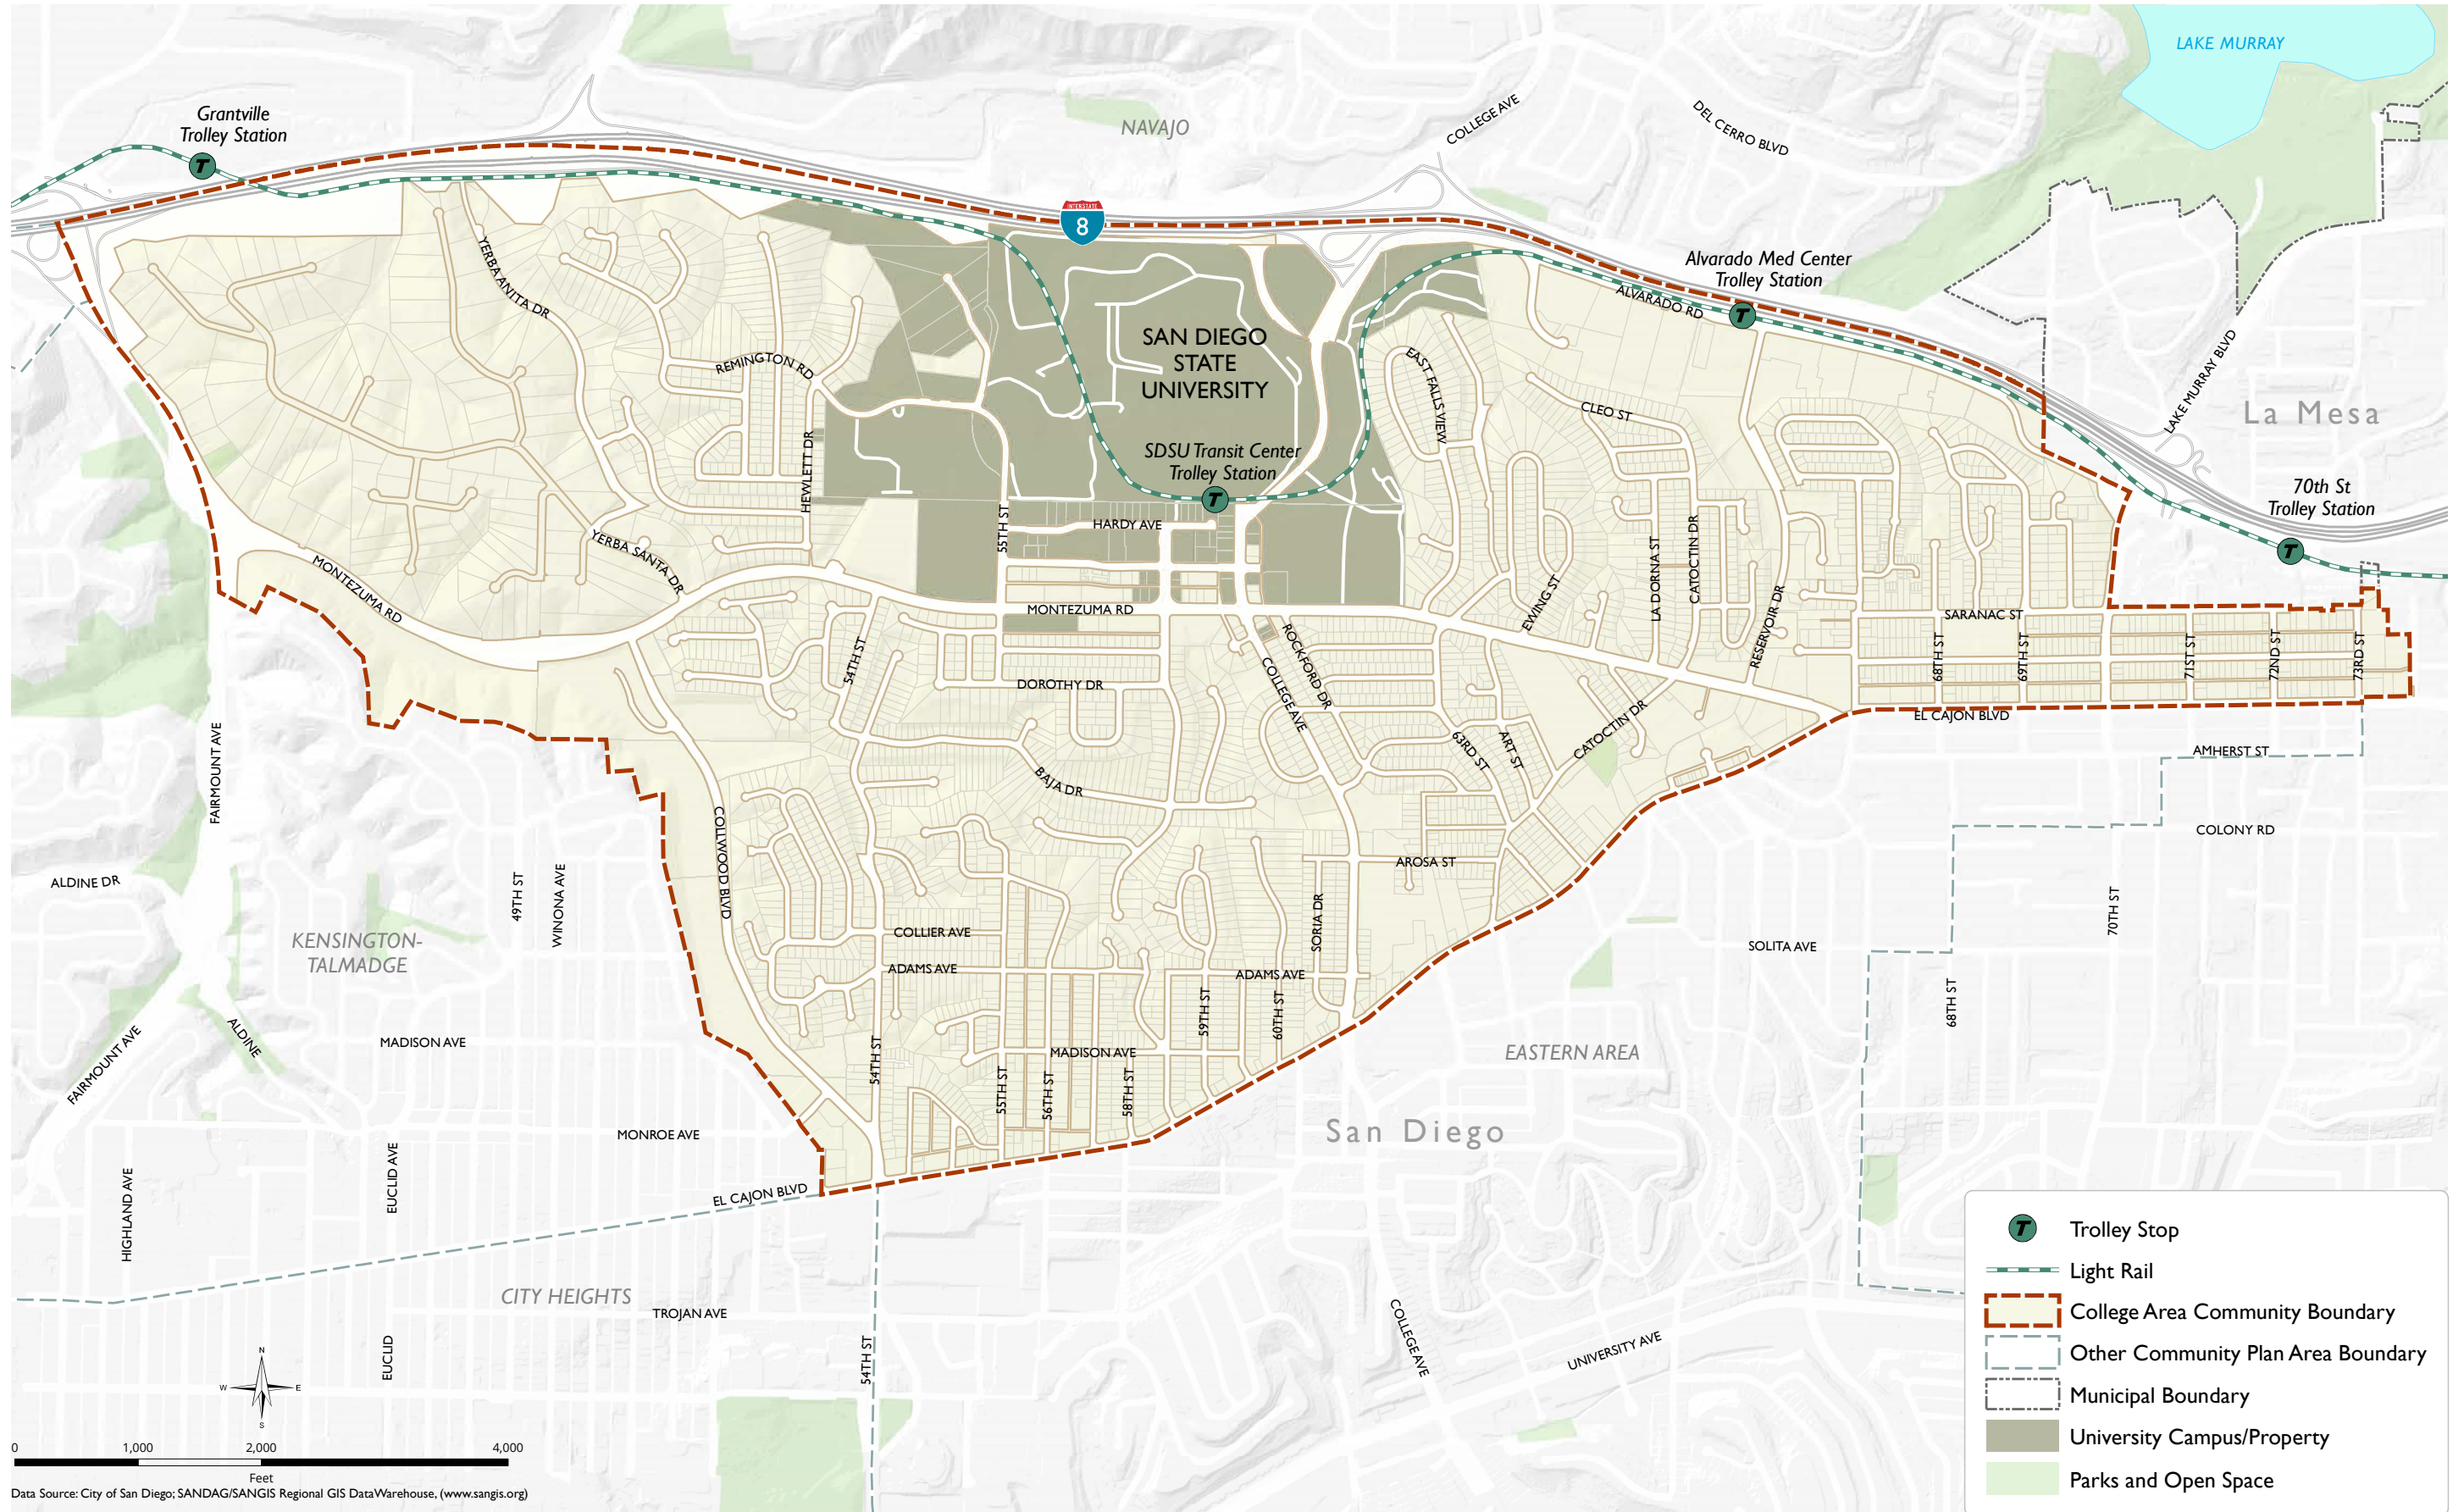 LAKE MURRAY
Grantville
Trolley Station
NAVAJO
COLLEGE AVE
DEL CERRO BLVD
INTERSTATE
8
YERBA ANITA DR
Alvarado Med Center
Trolley Station
ALVARADO RD
SAN DIEGO
STATE
UNIVERSITY
REMINGTON RD
EAST FALLS VIEW
CLEO ST
LAKE MURRAY BLVD
La Mesa
HEWLETT DR
SDSU Transit Center
Trolley Station
70th St
Trolley Station
55TH ST
HARDY AVE
YERBA SANTA DR
MONTEZUMA RD
LA DORNA ST
CATOCTIN DR
RESERVOIR DR
EWING ST
MONTEZUMA RD
SARANAC ST
54TH ST
ROCKFORD DR
COLLEGE AVE
68TH ST
69TH ST
71ST ST
72ND ST
73RD ST
DOROTHY DR
EL CAJON BLVD
CATOCTIN DR
63RD ST
ART ST
AMHERST ST
FAIRMOUNT AVE
BAJA DR
COLLWOOD BLVD
COLONY RD
AROSA ST
ALDINE DR
49TH ST
WINONA AVE
SORIA DR
70TH ST
COLLIER AVE
KENSINGTON-
TALMADGE
SOLITA AVE
ADAMS AVE
ADAMS AVE
59TH ST
60TH ST
68TH ST
FAIRMOUNT AVE
ALDINE
MADISON AVE
54TH ST
MADISON AVE
EASTERN AREA
55TH ST
56TH ST
58TH ST
MONROE AVE
San Diego
HIGHLAND AVE
EUCLID AVE
EL CAJON BLVD
CITY HEIGHTS
TROJAN AVE
EUCLID
54TH ST
COLLEGE AVE
UNIVERSITY AVE
N
W
E
S
0
1,000
2,000
4,000
Feet
Data Source: City of San Diego; SANDAG/SANGIS Regional GIS DataWarehouse, (www.sangis.org)
T
T
T
T
T
Trolley Stop
Light Rail
College Area Community Boundary
Other Community Plan Area Boundary
Municipal Boundary
University Campus/Property
Parks and Open Space